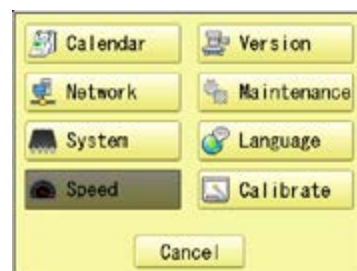 Calendar
Version
Network
Maintenance
System
Language
Speed
Calibrate
Cancel